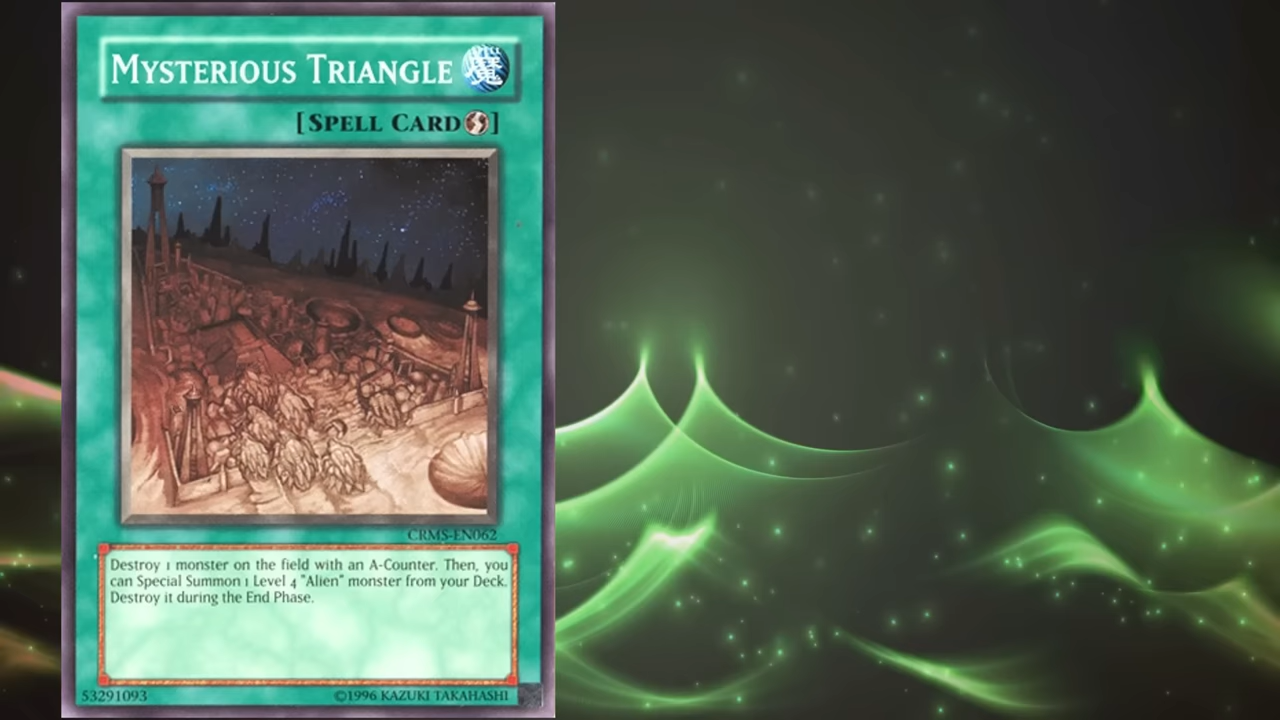 MYSTERIOUS TRIANGLE
[SPELL CARD]
CRMS-EN062
Destroy 1 monster on the field with an A-Counter. Then, you
can Special Summon 1 Level 4 "Alien" monster from your Deck.
Destroy it during the End Phase.
53291093
©1996 KAZUKI TAKAHASHI